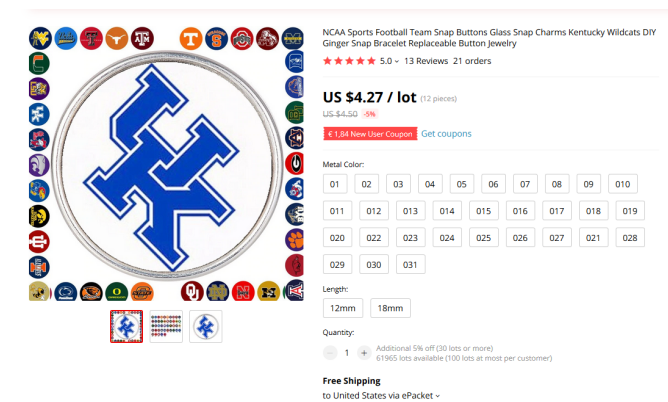 NCAA Sports Football Team Snap Buttons Glass Snap Charms Kentucky Wildcats DIY
Ginger Snap Bracelet Replaceable Button Jewelry
5.0 13 Reviews 21 orders
US $4.27 / lot (12 pieces)
US $4.50 -5%
€ 1,84 New User Coupon Get coupons
Metal Color:
01 02 03 04 05 06 07 08 09 010
011 012 013 014 015 016 017 018 019
020 022 023 024 025 026 027 021 028
029 030 031
Length:
12mm 18mm
Quantity:
− 1 + Additional 5% off (30 lots or more)
61965 lots available (100 lots at most per customer)
Free Shipping
to United States via ePacket
UK